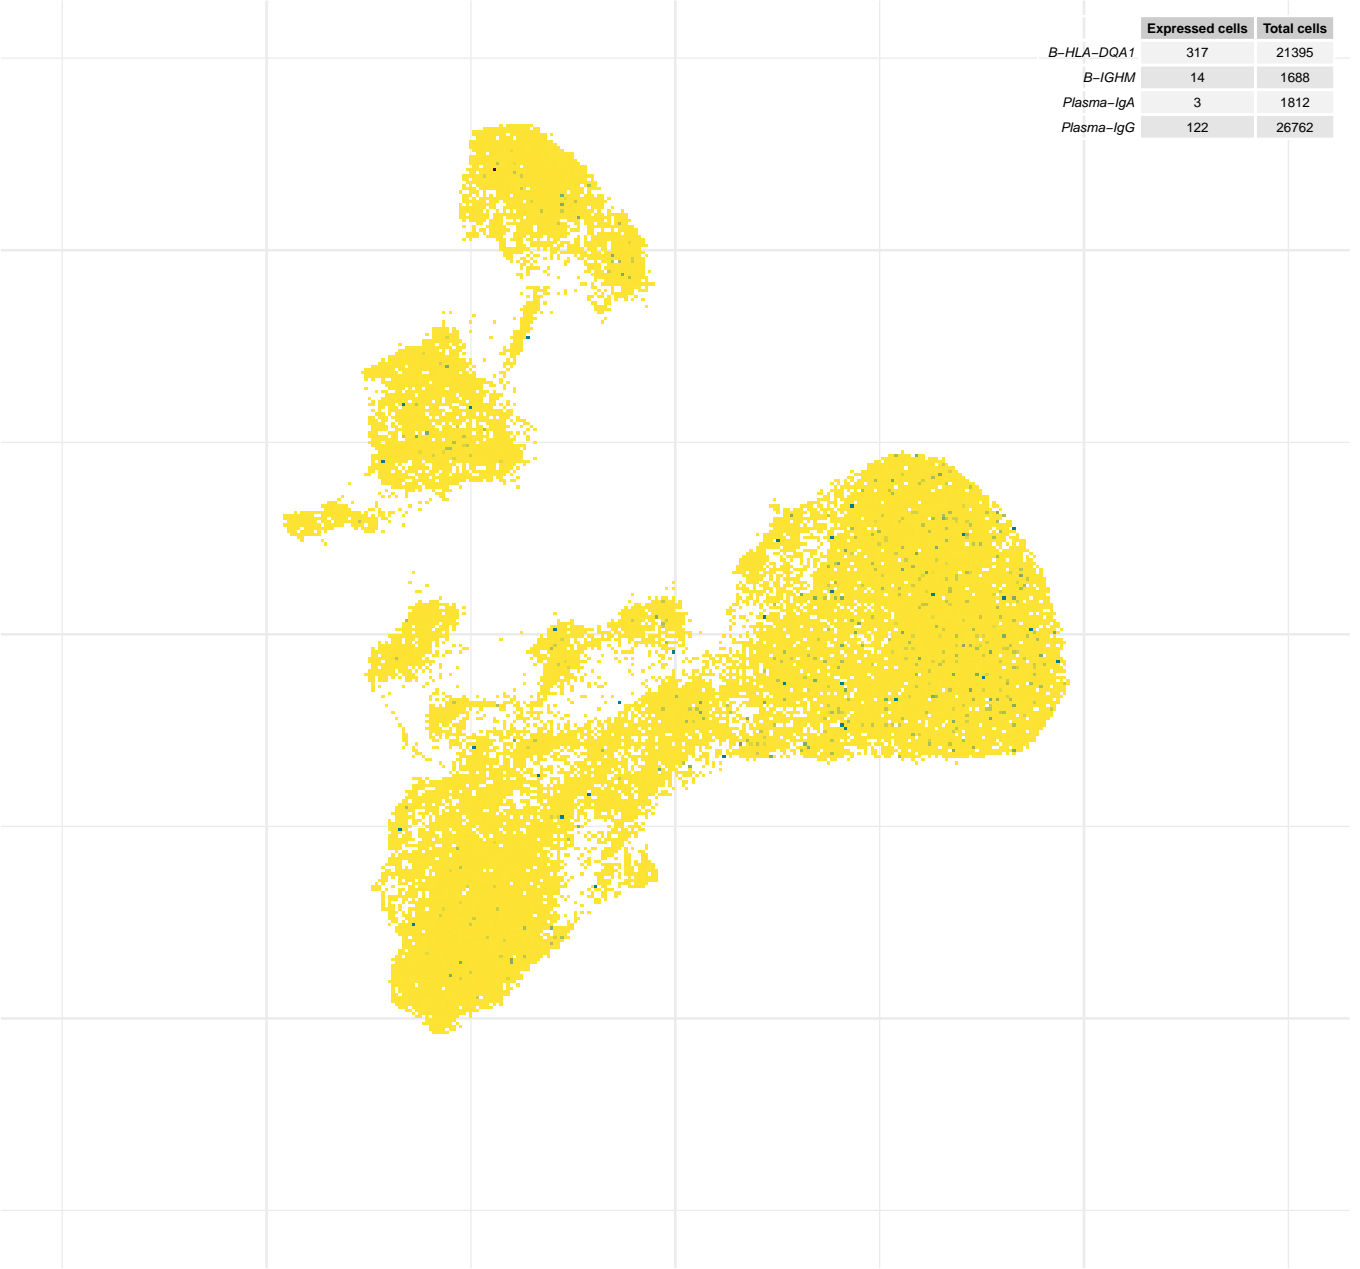 Expressed cells Total cells
B−HLA−DQA1 317 21395
B−IGHM 14 1688
Plasma−IgA 3 1812
Plasma−IgG 122 26762